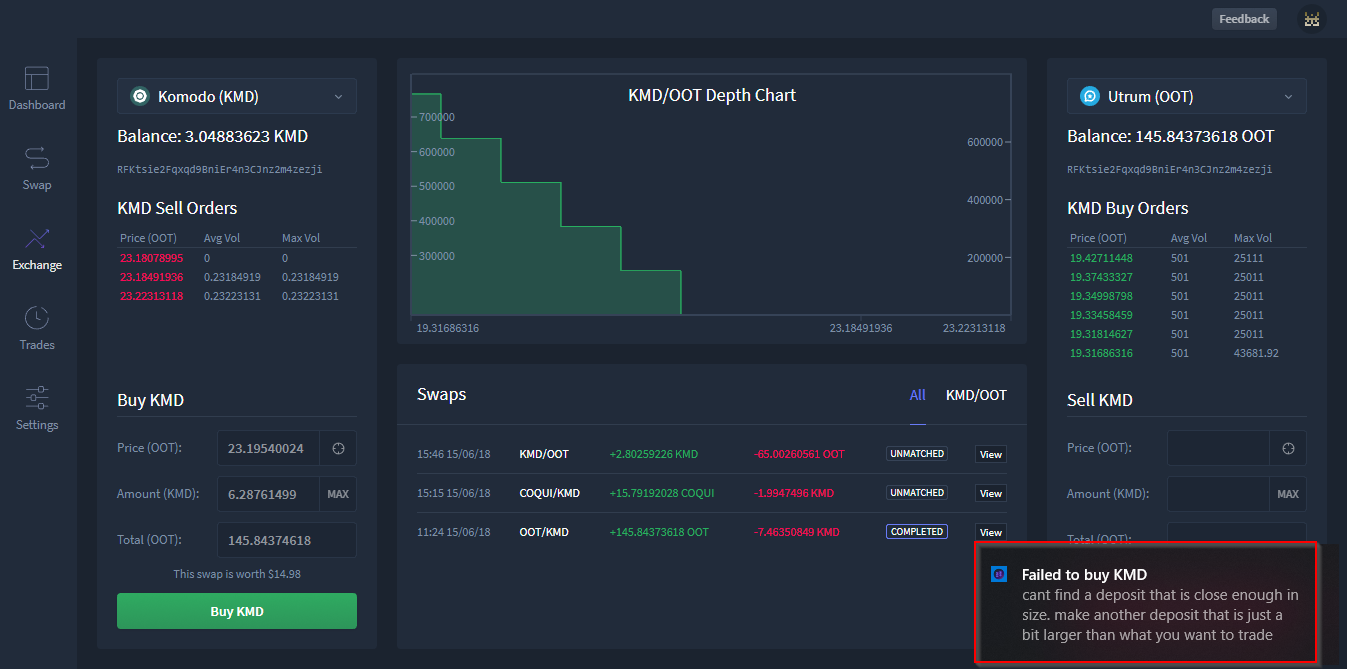 Feedback
Dashboard
Swap
Exchange
Trades
Settings
Komodo (KMD)
Balance: 3.04883623 KMD
RFKtsie2Fqxqd9BniEr4n3CJnz2m4zezji
KMD Sell Orders
Price (OOT) Avg Vol Max Vol
23.18078995 0 0
23.18491936 0.23184919 0.23184919
23.22313118 0.23223131 0.23223131
Buy KMD
Price (OOT): 23.19540024
Amount (KMD): 6.28761499 MAX
Total (OOT): 145.84374618
This swap is worth $14.98
Buy KMD
KMD/OOT Depth Chart
700000
600000
500000
400000
300000
600000
400000
200000
19.31686316 23.18491936 23.22313118
Swaps All KMD/OOT
15:46 15/06/18 KMD/OOT +2.80259226 KMD -65.00260561 OOT UNMATCHED View
15:15 15/06/18 COQUI/KMD +15.79192028 COQUI -1.9947496 KMD UNMATCHED View
11:24 15/06/18 OOT/KMD +145.84373618 OOT -7.46350849 KMD COMPLETED View
Utrum (OOT)
Balance: 145.84373618 OOT
RFKtsie2Fqxqd9BniEr4n3CJnz2m4zezji
KMD Buy Orders
Price (OOT) Avg Vol Max Vol
19.42711448 501 25111
19.37433327 501 25011
19.34998798 501 25011
19.33458459 501 25011
19.31814627 501 25011
19.31686316 501 43681.92
Sell KMD
Price (OOT):
Amount (KMD): MAX
Total (OOT):
Failed to buy KMD
cant find a deposit that is close enough in
size. make another deposit that is just a
bit larger than what you want to trade